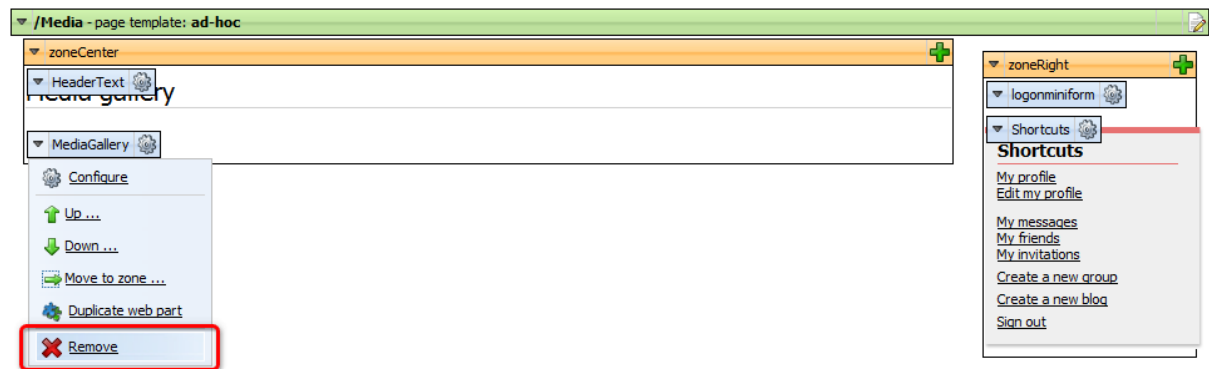 /Media - page template: ad-hoc
zoneCenter
HeaderText
Media gallery
MediaGallery
Configure
Up ...
Down ...
Move to zone ...
Duplicate web part
Remove
zoneRight
logonminiform
Shortcuts
Shortcuts
My profile
Edit my profile
My messages
My friends
My invitations
Create a new group
Create a new blog
Sign out